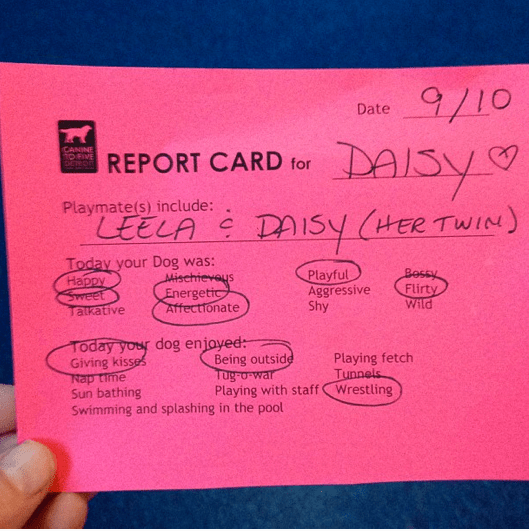 Date 9/10
CANINE
TO FIVE
REPORT CARD for DAISY
Playmate(s) include:
LEELA & DAISY (HER TWIN)
Today your Dog was:
Happy Mischievous Playful Bossy
Sweet Energetic Aggressive Flirty
Talkative Affectionate Shy Wild
Today your dog enjoyed:
Giving kisses Being outside Playing fetch
Nap time Tug-o-war Tunnels
Sun bathing Playing with staff Wrestling
Swimming and splashing in the pool